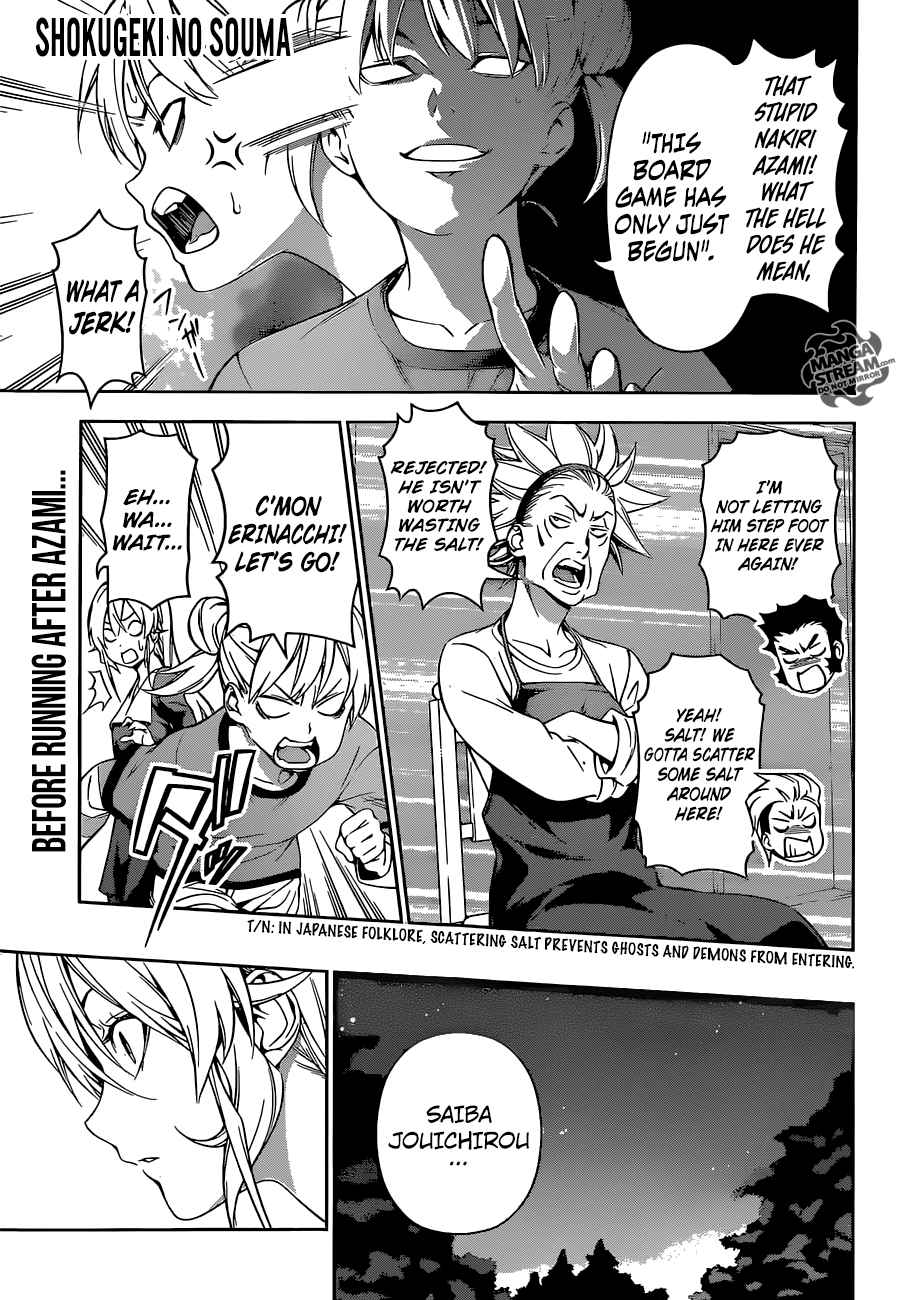 SHOKUGEKI NO SOUMA
THAT
STUPID
NAKIRI
AZAMI!
WHAT
THE HELL
DOES HE
MEAN,
"THIS
BOARD
GAME HAS
ONLY JUST
BEGUN".
WHAT A
JERK!
MANGA
STREAM.com
DO NOT MIRROR
I'M
NOT LETTING
HIM STEP FOOT
IN HERE EVER
AGAIN!
YEAH!
SALT! WE
GOTTA SCATTER
SOME SALT
AROUND
HERE!
REJECTED!
HE ISN'T
WORTH
WASTING
THE SALT!
C'MON
ERINACCHI!
LET'S GO!
EH...
WA...
WAIT...
BEFORE RUNNING AFTER AZAMI...
T/N: IN JAPANESE FOLKLORE, SCATTERING SALT PREVENTS GHOSTS AND DEMONS FROM ENTERING.
SAIBA
JOUICHIROU
...